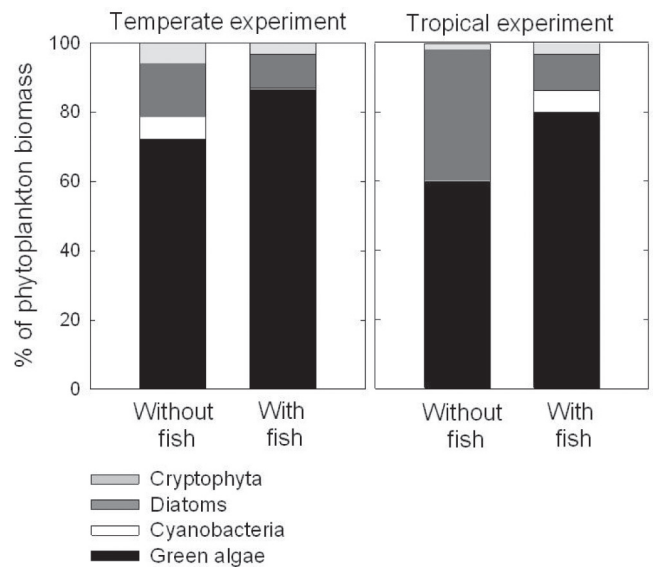 Temperate experiment
Tropical experiment
% of phytoplankton biomass
100
80
60
40
20
0
Without
fish
With
fish
Without
fish
With
fish
Cryptophyta
Diatoms
Cyanobacteria
Green algae